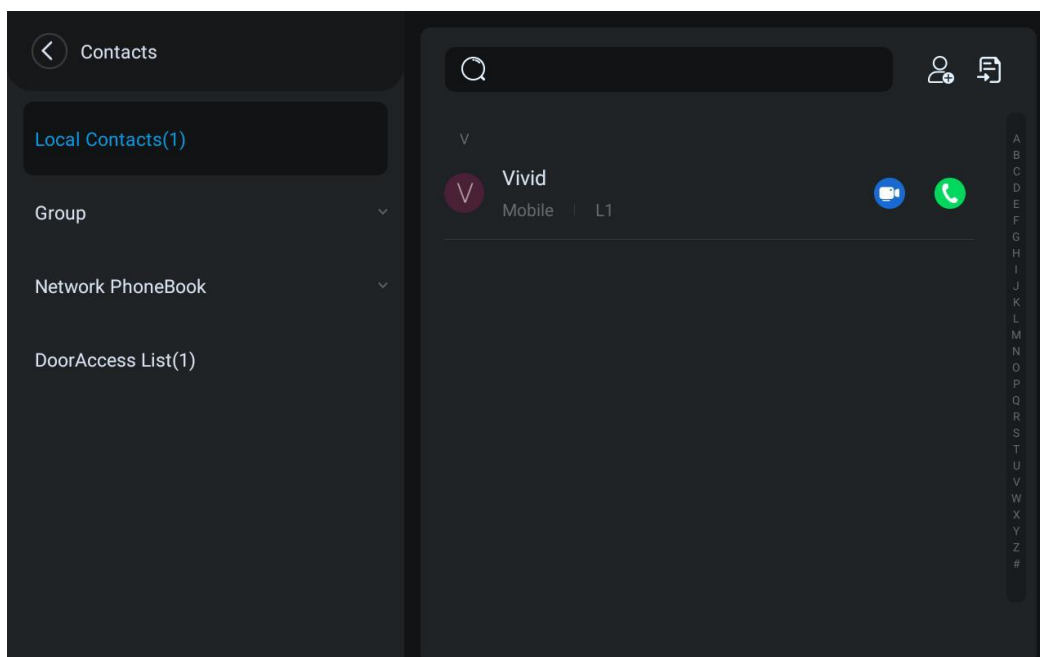 Contacts
Local Contacts(1)
Group
Network PhoneBook
DoorAccess List(1)
V
V
Vivid
Mobile | L1
A
B
C
D
E
F
G
H
I
J
K
L
M
N
O
P
Q
R
S
T
U
V
W
X
Y
Z
#